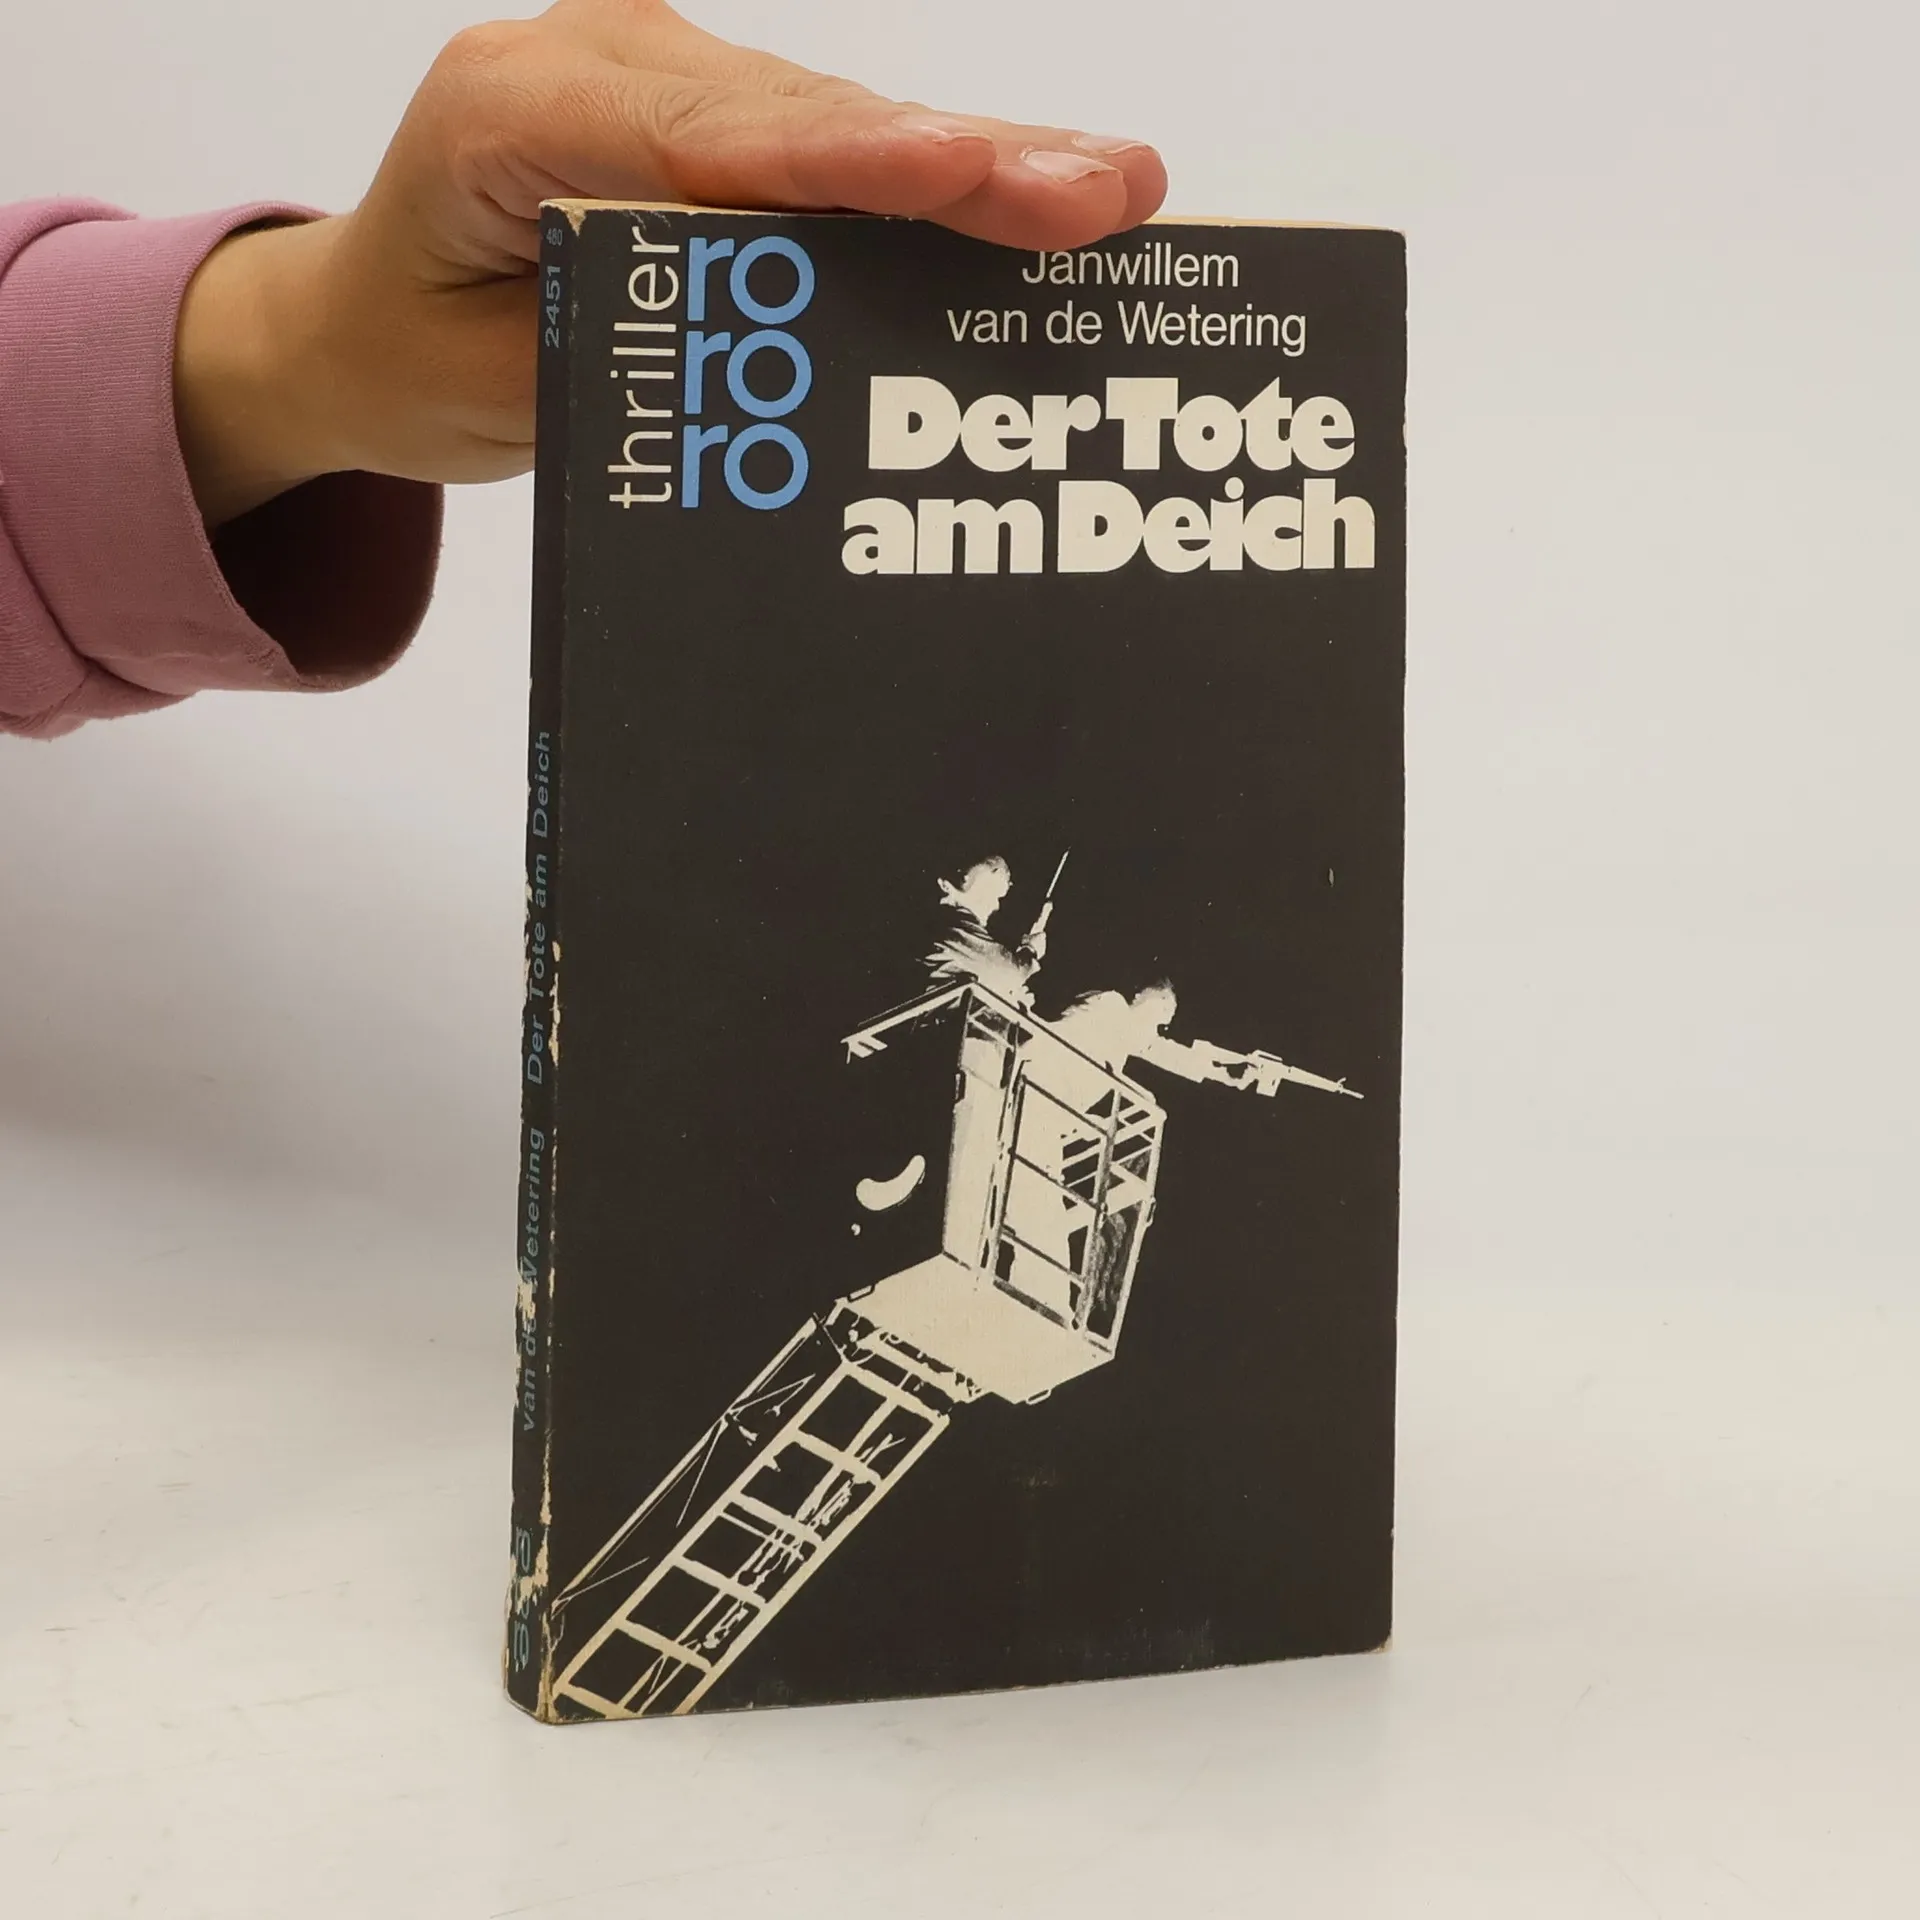 thriller
ro
ro
ro
Janwillem
van de Wetering
Der Tote
am Deich
480
2451
van de Wetering Der Tote am Deich